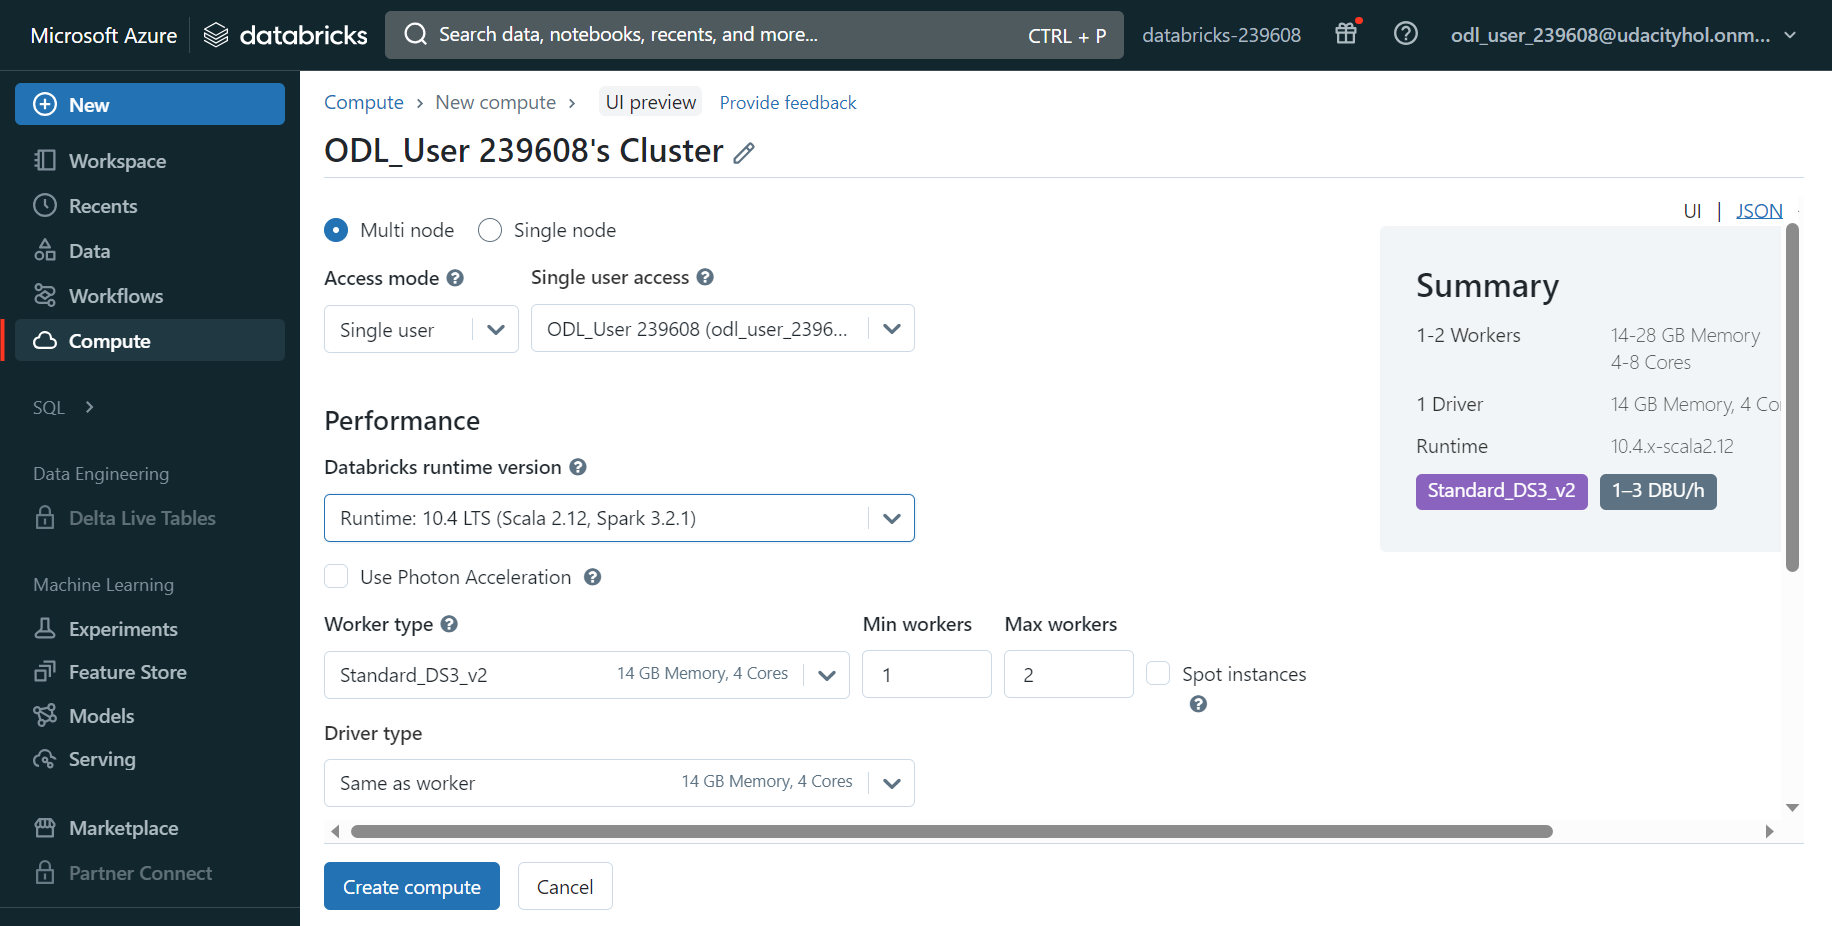 Microsoft Azure databricks Search data, notebooks, recents, and more... CTRL + P databricks-239608 odl_user_239608@udacityhol.onm...
New
Workspace
Recents
Data
Workflows
Compute
SQL
Data Engineering
Delta Live Tables
Machine Learning
Experiments
Feature Store
Models
Serving
Marketplace
Partner Connect
Compute > New compute > UI preview Provide feedback
ODL_User 239608's Cluster
UI | JSON
Multi node Single node
Access mode Single user access
Single user ODL_User 239608 (odl_user_2396...
Performance
Databricks runtime version
Runtime: 10.4 LTS (Scala 2.12, Spark 3.2.1)
Use Photon Acceleration
Worker type Min workers Max workers
Standard_DS3_v2 14 GB Memory, 4 Cores 1 2 Spot instances
Driver type
Same as worker 14 GB Memory, 4 Cores
Summary
1-2 Workers 14-28 GB Memory
4-8 Cores
1 Driver 14 GB Memory, 4 Co
Runtime 10.4.x-scala2.12
Standard_DS3_v2 1–3 DBU/h
Create compute Cancel